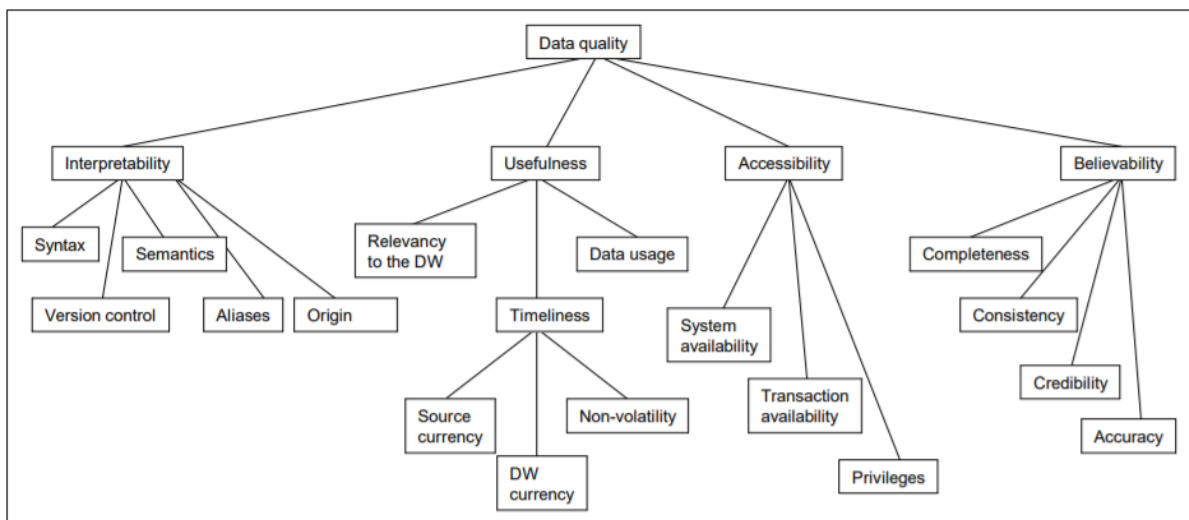 Data quality
Interpretability
Usefulness
Accessibility
Believability
Syntax
Semantics
Relevancy
to the DW
Data usage
Completeness
Version control
Aliases
Origin
Timeliness
System
availability
Consistency
Source
currency
Non-volatility
Transaction
availability
Credibility
DW
currency
Privileges
Accuracy